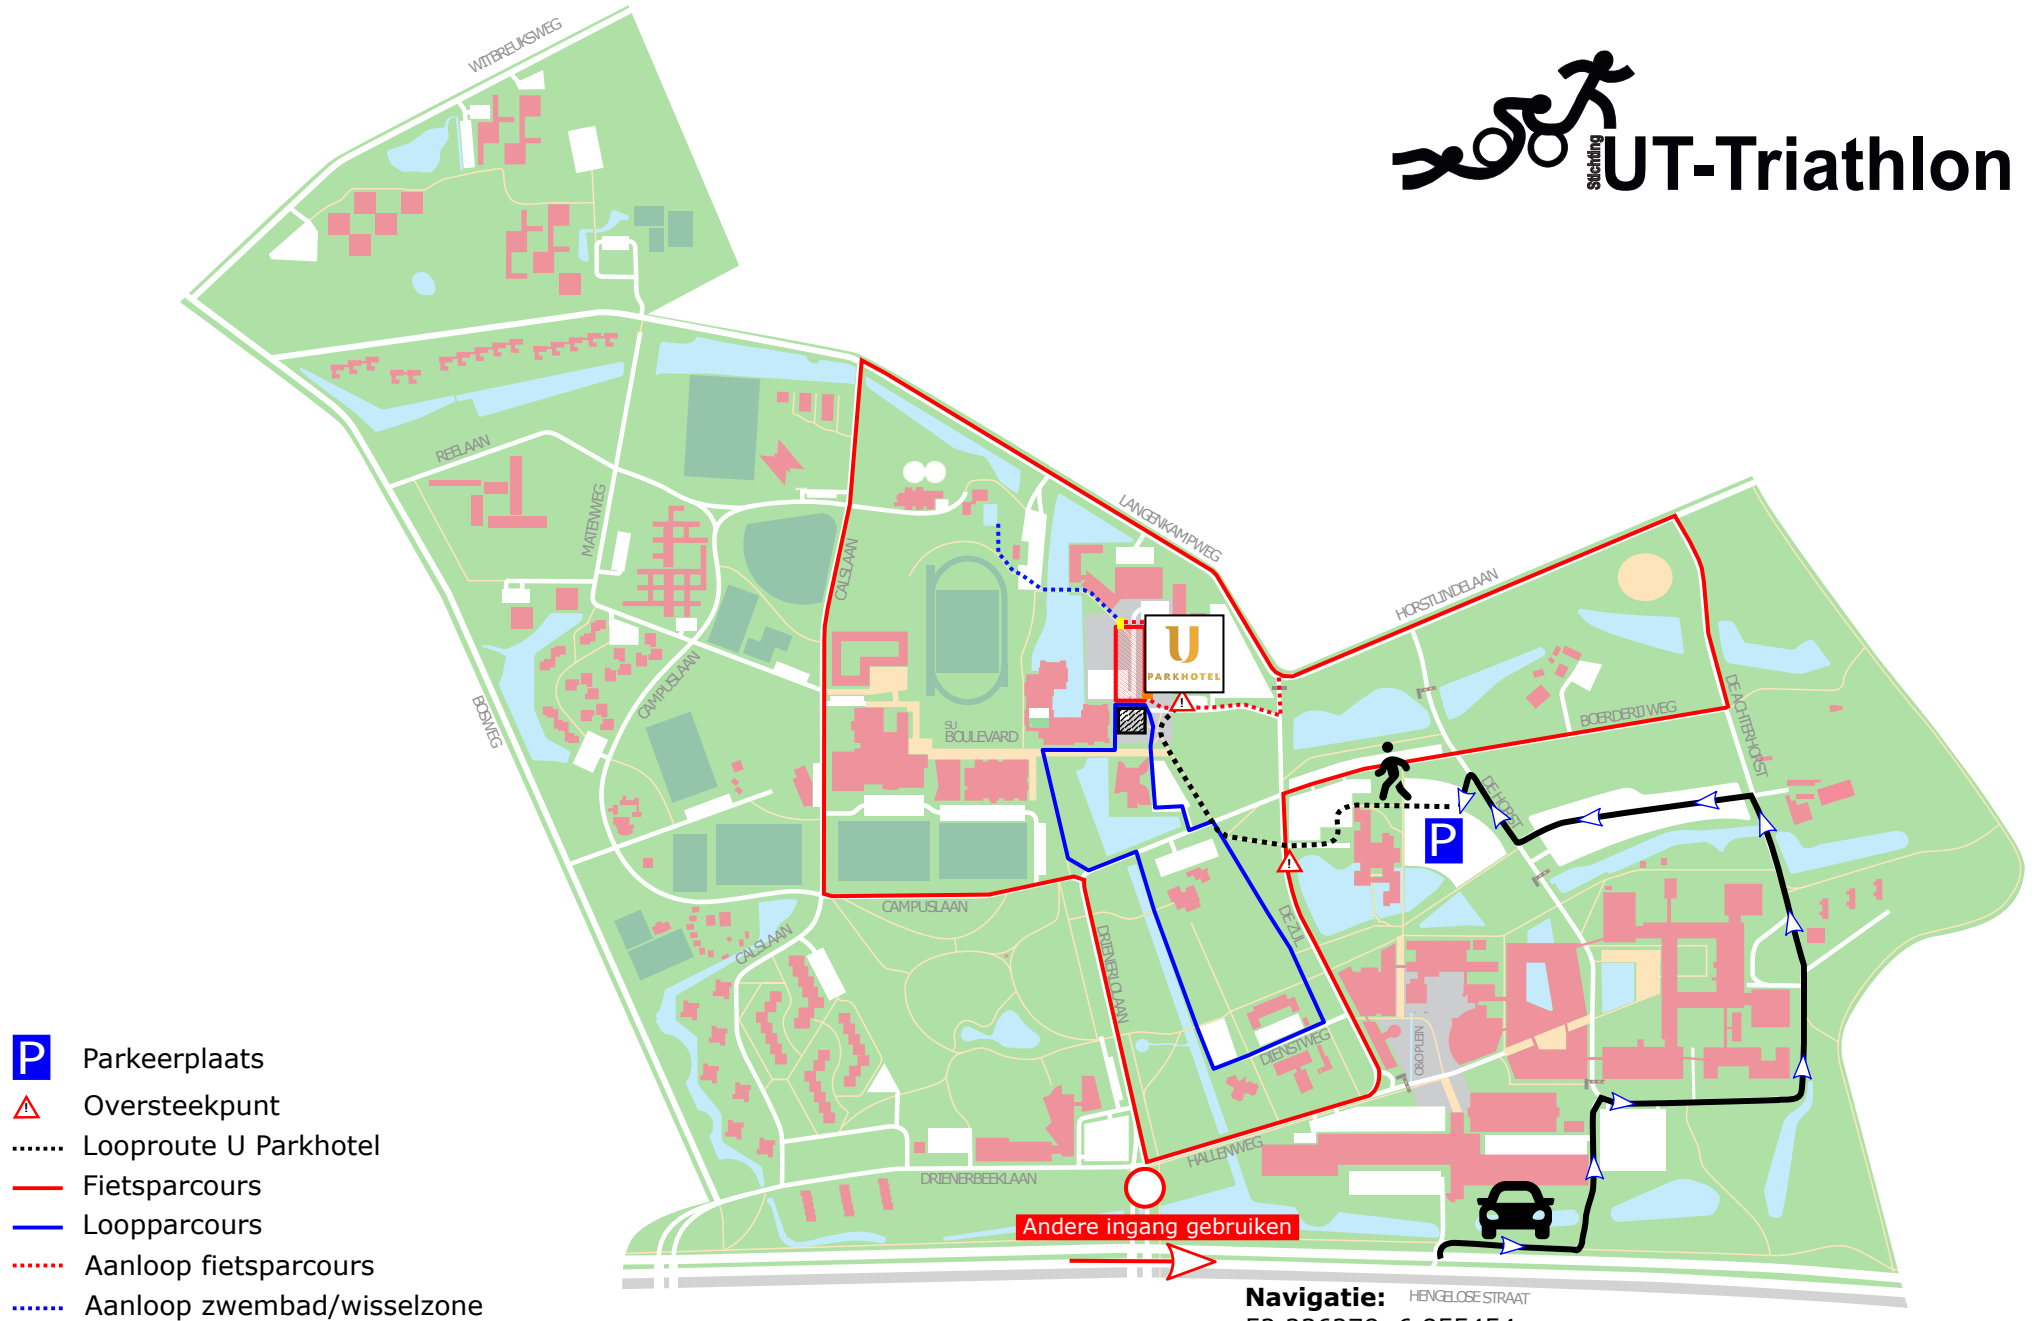 WITBREUKSWEG
Stichting
UT-Triathlon
REELAAN
MATENWEG
CALSLAAN
LANGENKAMPWEG
HORSTLINDELAAN
U
PARKHOTEL
!
CAMPUSLAAN
BOSWEG
SU
BOULEVARD
BOERDERIJWEG
DE ACHTERHORST
DE HORST
P
!
CAMPUSLAAN
CALSLAAN
DRIENERLOLAAN
DE ZUL
DIENSTWEG
O&O PLEIN
HALLENWEG
DRIENERBEEKLAAN
Andere ingang gebruiken
P Parkeerplaats
! Oversteekpunt
Looproute U Parkhotel
Fietsparcours
Loopparcours
Aanloop fietsparcours
Aanloop zwembad/wisselzone
Navigatie:
HENGELOSESTRAAT